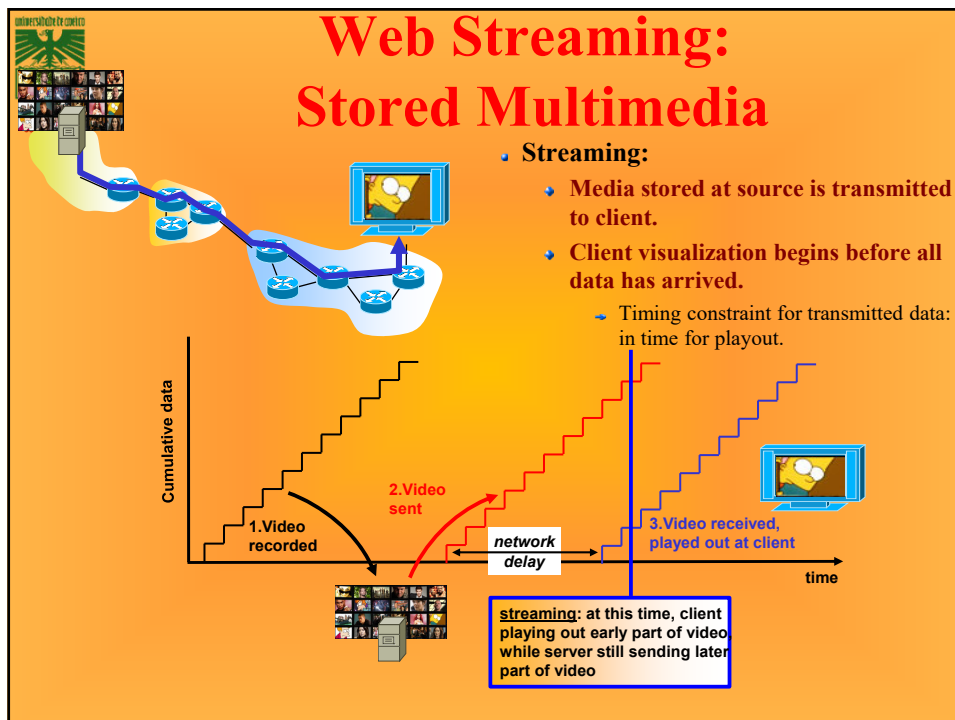 universidade de aveiro
Web Streaming:
Stored Multimedia
Streaming:
Media stored at source is transmitted
to client.
Client visualization begins before all
data has arrived.
Timing constraint for transmitted data:
in time for playout.
Cumulative data
1.Video
recorded
2.Video
sent
network
delay
3.Video received,
played out at client
time
streaming: at this time, client
playing out early part of video,
while server still sending later
part of video